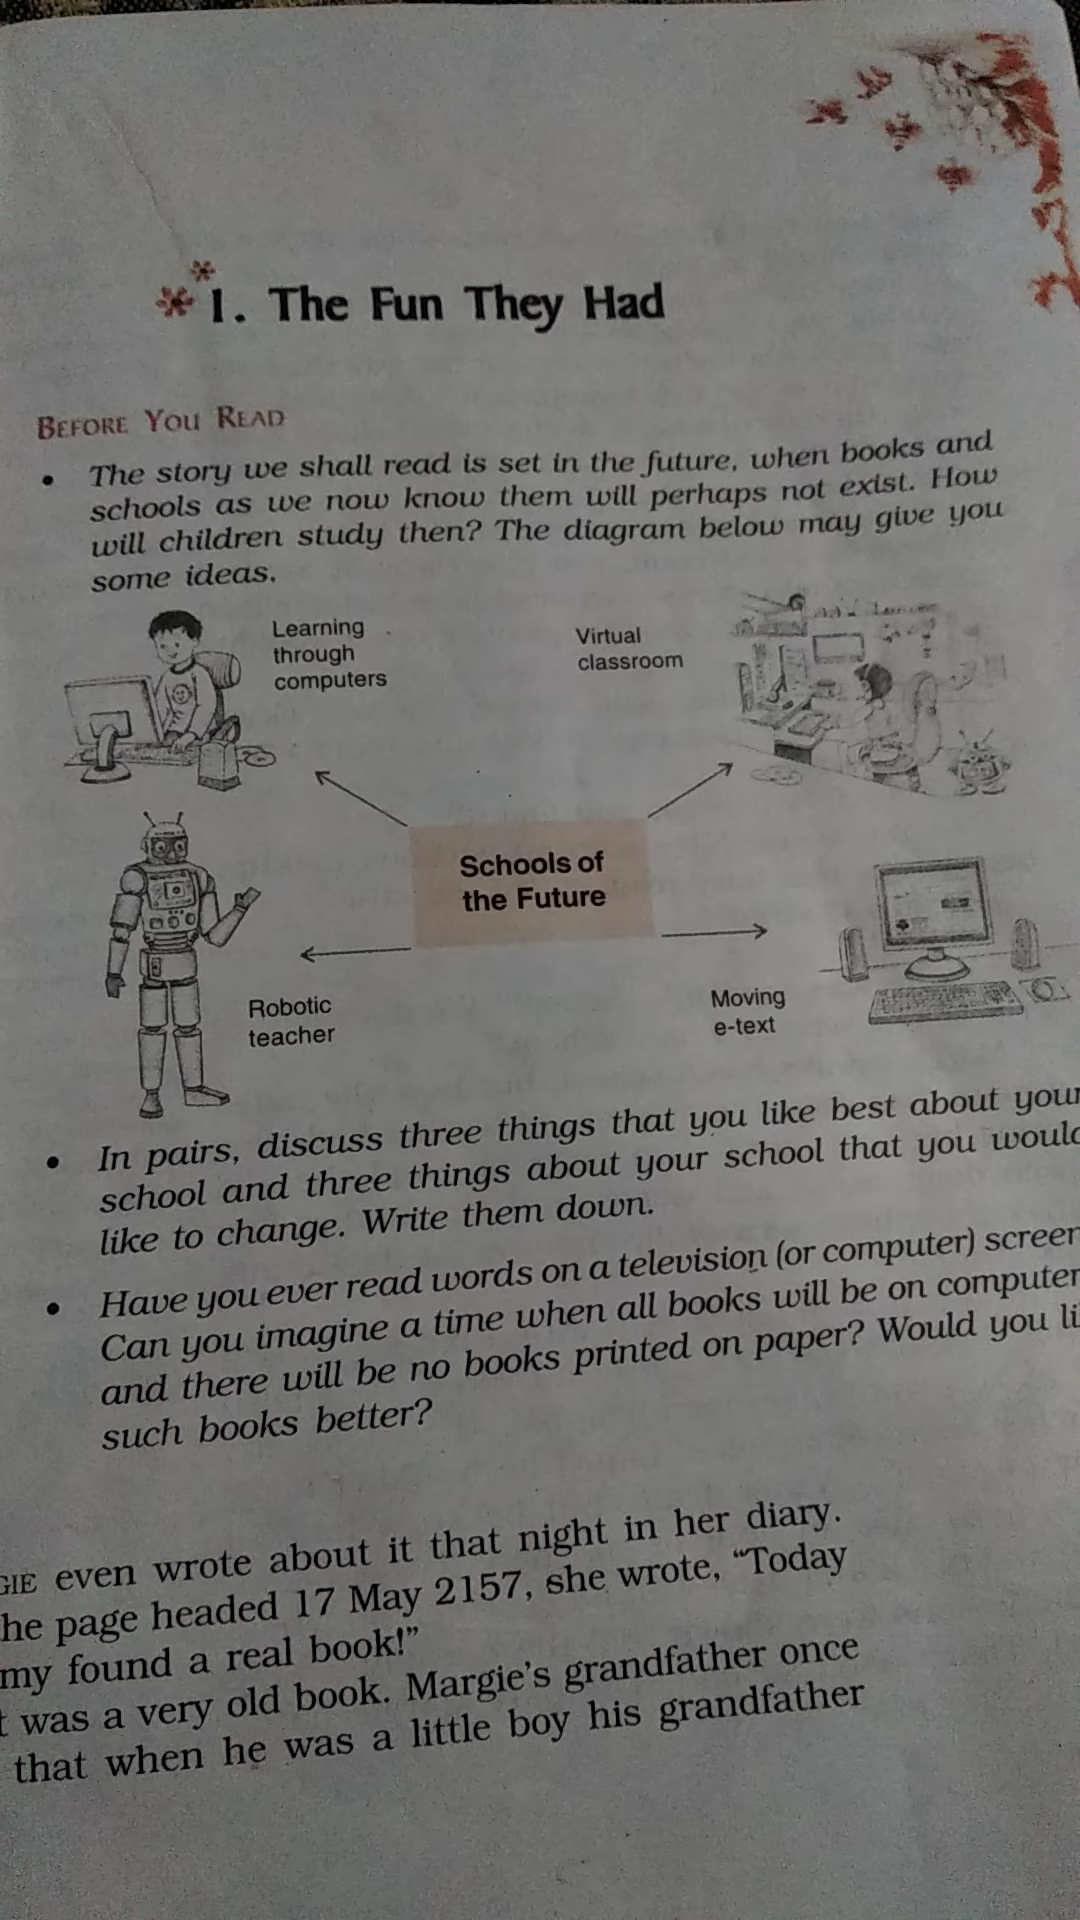 1. The Fun They Had
BEFORE YOU READ
• The story we shall read is set in the future, when books and
schools as we now know them will perhaps not exist. How
will children study then? The diagram below may give you
some ideas.
Learning
through
computers
Virtual
classroom
Schools of
the Future
Robotic
teacher
Moving
e-text
• In pairs, discuss three things that you like best about your
school and three things about your school that you would
like to change. Write them down.
• Have you ever read words on a television (or computer) screen
Can you imagine a time when all books will be on computer
and there will be no books printed on paper? Would you li
such books better?
GIE even wrote about it that night in her diary.
he page headed 17 May 2157, she wrote, “Today
my found a real book!”
t was a very old book. Margie’s grandfather once
that when he was a little boy his grandfather